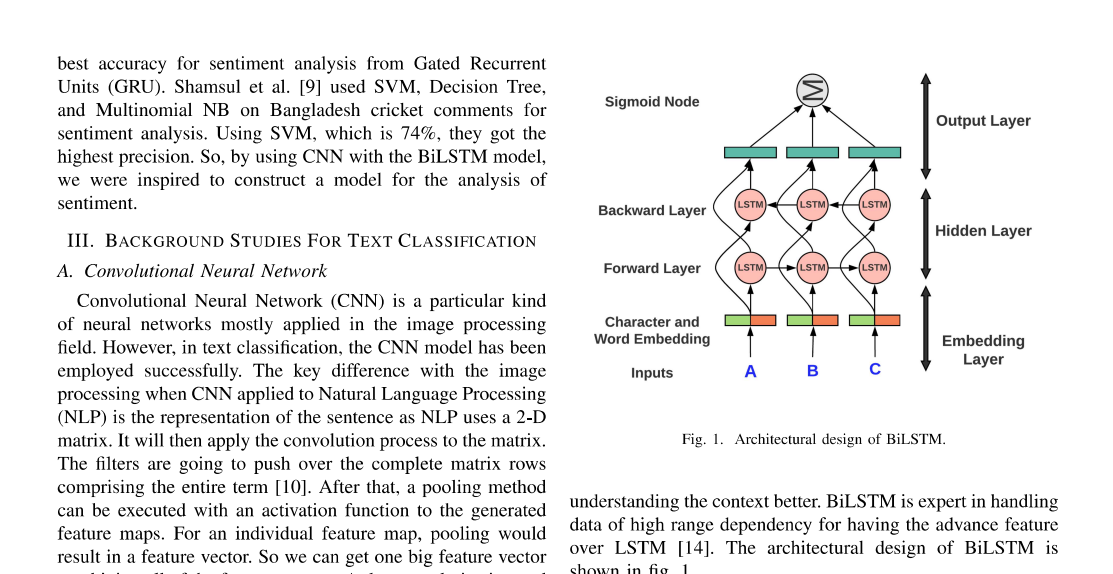 best accuracy for sentiment analysis from Gated Recurrent
Units (GRU). Shamsul et al. [9] used SVM, Decision Tree,
and Multinomial NB on Bangladesh cricket comments for
sentiment analysis. Using SVM, which is 74%, they got the
highest precision. So, by using CNN with the BiLSTM model,
we were inspired to construct a model for the analysis of
sentiment.
III. BACKGROUND STUDIES FOR TEXT CLASSIFICATION
A. Convolutional Neural Network
Convolutional Neural Network (CNN) is a particular kind
of neural networks mostly applied in the image processing
field. However, in text classification, the CNN model has been
employed successfully. The key difference with the image
processing when CNN applied to Natural Language Processing
(NLP) is the representation of the sentence as NLP uses a 2-D
matrix. It will then apply the convolution process to the matrix.
The filters are going to push over the complete matrix rows
comprising the entire term [10]. After that, a pooling method
can be executed with an activation function to the generated
feature maps. For an individual feature map, pooling would
result in a feature vector. So we can get one big feature vector
Sigmoid Node
Output Layer
Backward Layer
LSTM LSTM LSTM
Hidden Layer
Forward Layer
LSTM LSTM LSTM
Character and
Word Embedding
Embedding
Layer
Inputs
A B C
Fig. 1. Architectural design of BiLSTM.
understanding the context better. BiLSTM is expert in handling
data of high range dependency for having the advance feature
over LSTM [14]. The architectural design of BiLSTM is
shown in fig. 1